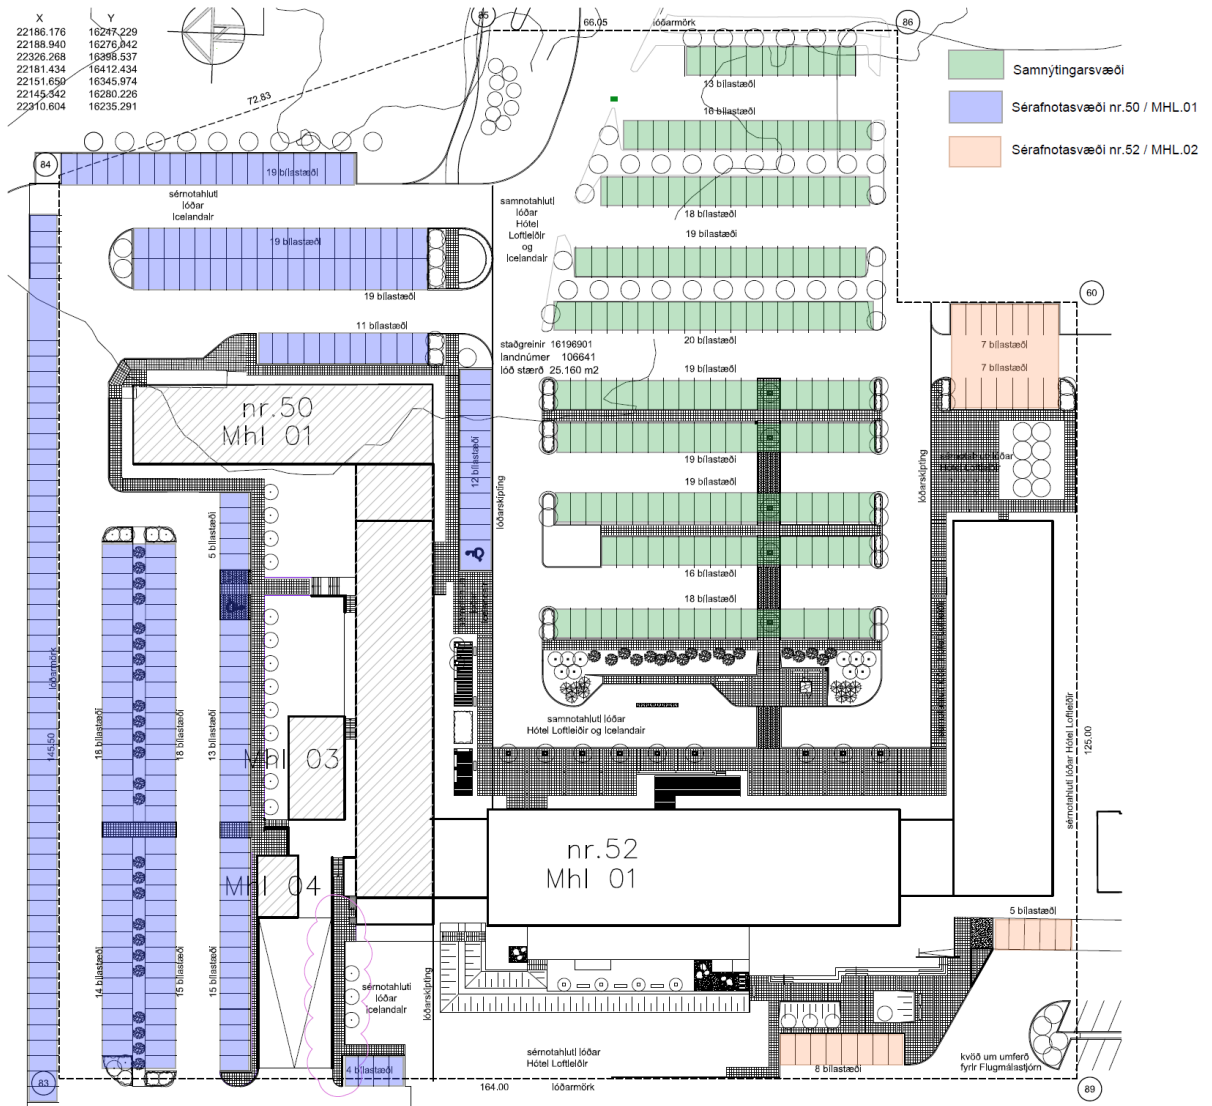 X Y
22186.176 16247.229
22188.940 16276.042
22326.268 16398.537
22181.434 16412.434
22151.650 16345.974
22145.342 16280.226
22310.604 16235.291
85
66.05
lóðarmörk
86
Samnýtingarsvæði
Sérafnotasvæði nr.50 / MHL.01
Sérafnotasvæði nr.52 / MHL.02
72.83
13 bílastæði
16 bílastæði
84
19 bílastæði
sérnotahluti
lóðar
Icelandair
samnotahluti
lóðar
Hótel
Loftleiðir
og
Icelandair
18 bílastæði
19 bílastæði
19 bílastæði
19 bílastæði
60
11 bílastæði
staðgreinir 16196901
landnúmer 106641
lóð stærð 25.160 m2
20 bílastæði
7 bílastæði
19 bílastæði
7 bílastæði
nr.50
Mhl 01
12 bílastæði
lóðarskipting
19 bílastæði
sérnotahluti lóðar
Hótel Loftleiðir
lóðarskipting
19 bílastæði
5 bílastæði
16 bílastæði
18 bílastæði
lóðarmörk
145.50
18 bílastæði
18 bílastæði
13 bílastæði
Mhl 03
samnotahluti lóðar
Hótel Loftleiðir og Icelandair
sérnotahluti lóðar Hótel Loftleiðir
125.00
nr.52
Mhl 01
Mhl 04
5 bílastæði
14 bílastæði
15 bílastæði
15 bílastæði
sérnotahluti
lóðar
Icelandair
lóðarskipting
sérnotahluti lóðar
Hótel Loftleiðir
4 bílastæði
8 bílastæði
kvöð um umferð
fyrir Flugmálastjórn
83
164.00
lóðarmörk
89